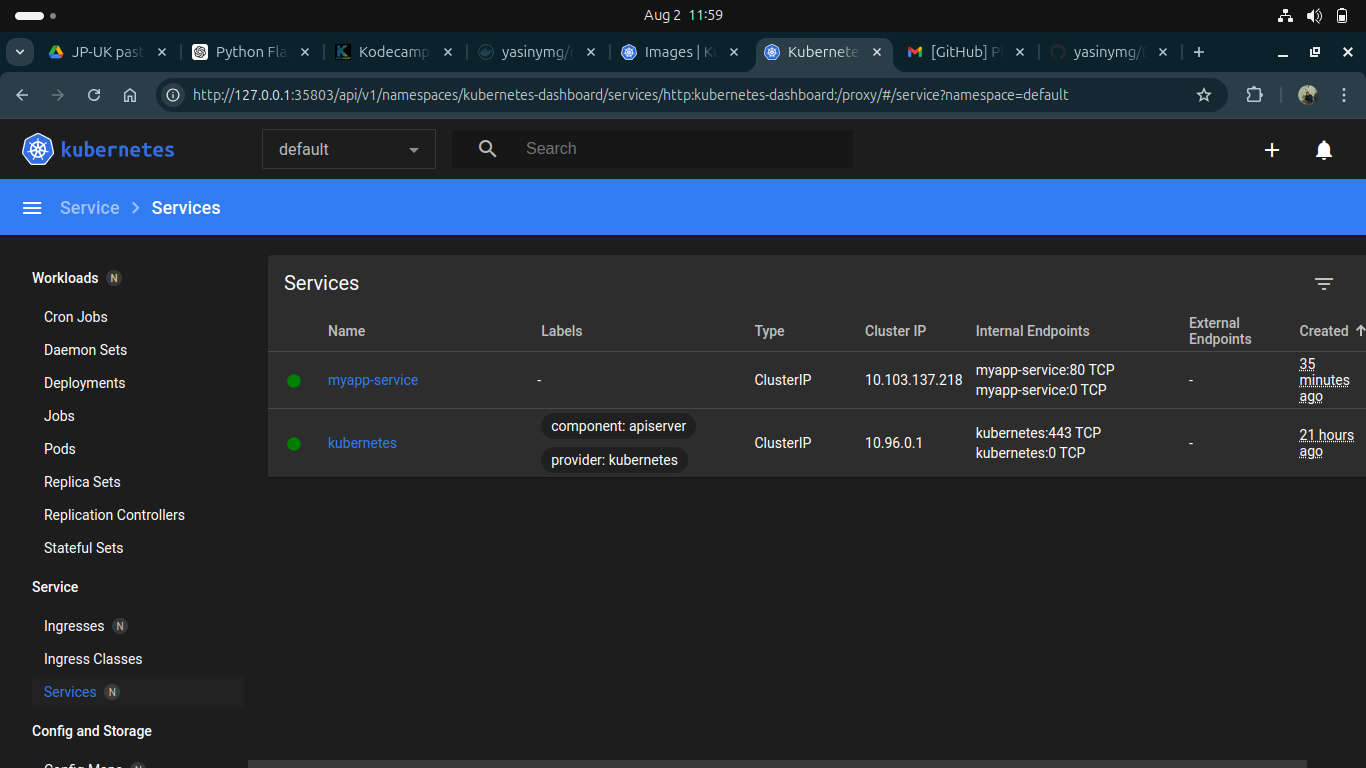 Aug 2 11:59
JP-UK past
Python Fla
Kodecamp
yasinymg/
Images | Ku
Kubernete
[GitHub] Pl
yasinymg/
http://127.0.0.1:35803/api/v1/namespaces/kubernetes-dashboard/services/http:kubernetes-dashboard:/proxy/#/service?namespace=default
kubernetes
default
Search
Service
Services
Workloads N
Cron Jobs
Daemon Sets
Deployments
Jobs
Pods
Replica Sets
Replication Controllers
Stateful Sets
Service
Ingresses N
Ingress Classes
Services N
Config and Storage
Config Maps N
Services
Name Labels Type Cluster IP Internal Endpoints External Endpoints Created
myapp-service - ClusterIP 10.103.137.218 myapp-service:80 TCP - 35 minutes ago
myapp-service:0 TCP
kubernetes component: apiserver ClusterIP 10.96.0.1 kubernetes:443 TCP - 21 hours ago
provider: kubernetes kubernetes:0 TCP